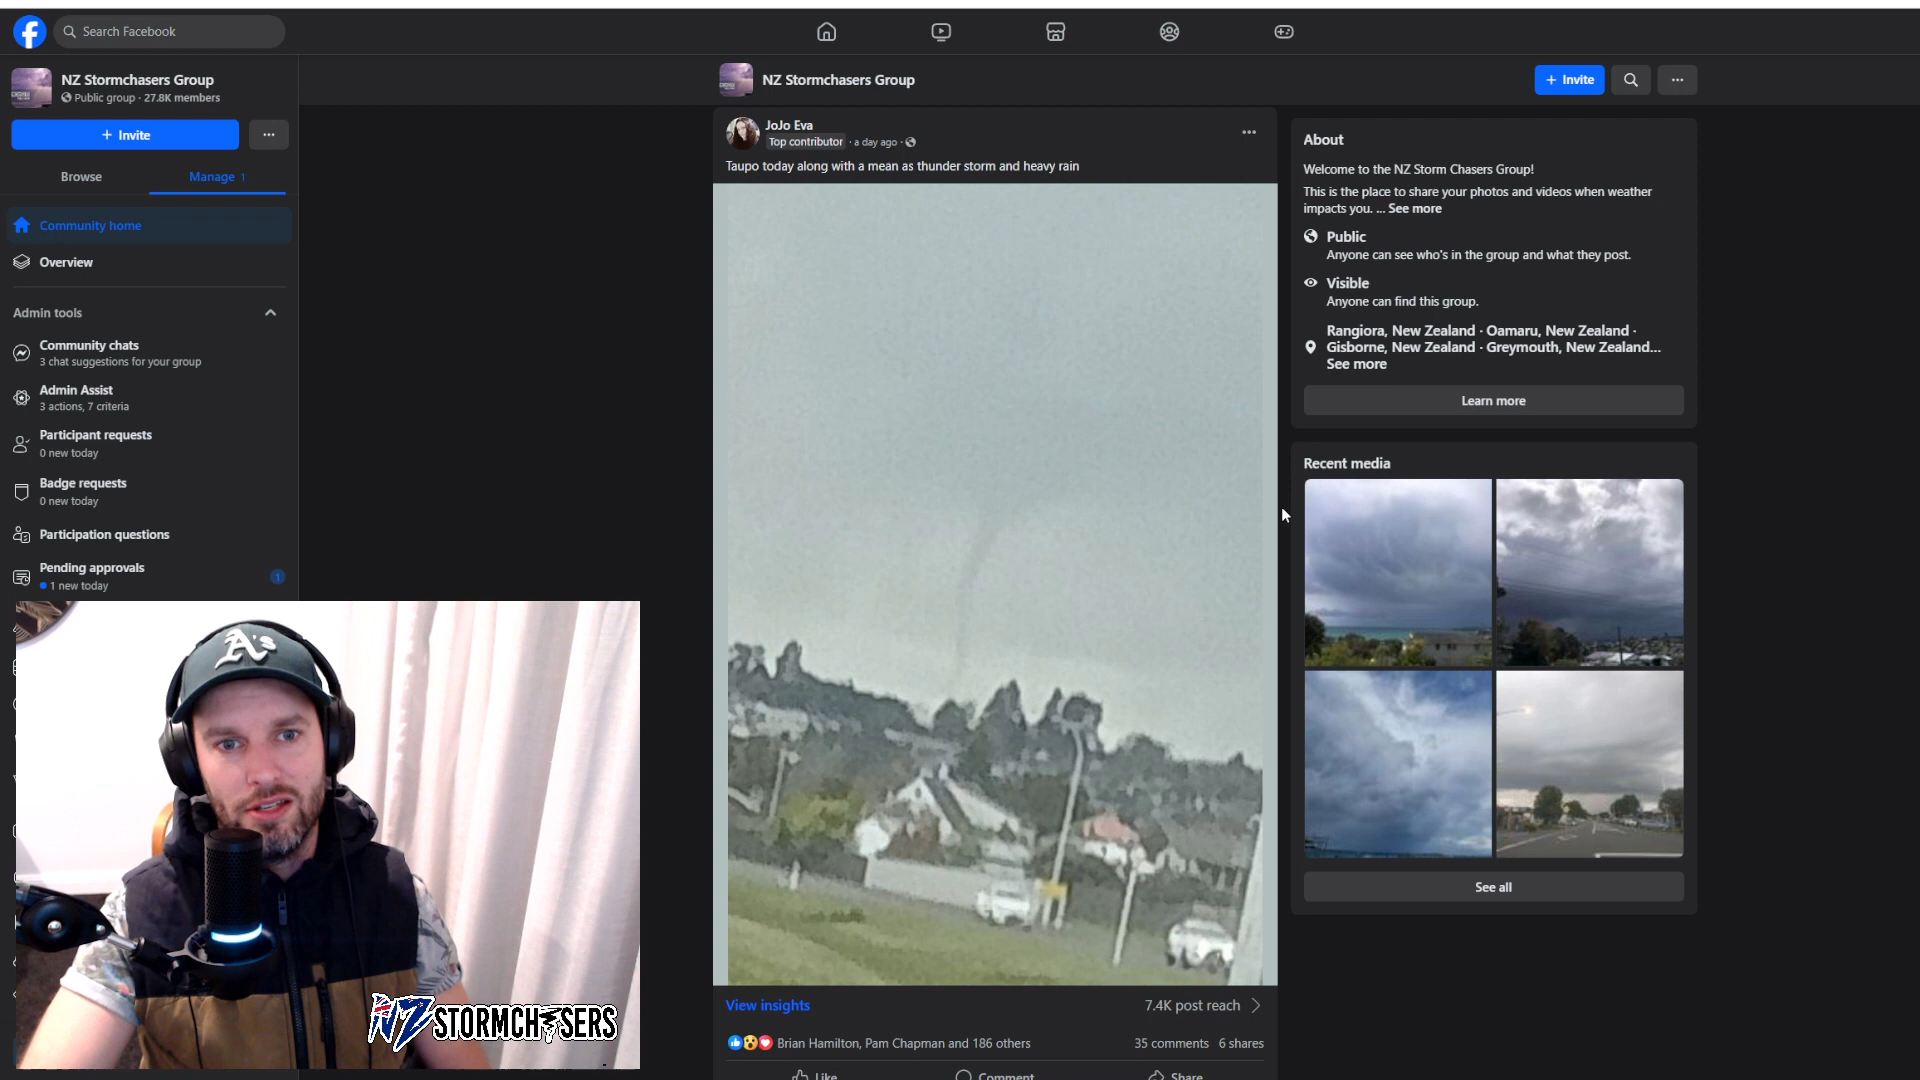 Search Facebook
NZ Stormchasers Group
Public group · 27.8K members
+ Invite
Browse
Manage 1
Community home
Overview
Admin tools
Community chats
3 chat suggestions for your group
Admin Assist
3 actions, 7 criteria
Participant requests
0 new today
Badge requests
0 new today
Participation questions
Pending approvals
1 new today
1
A's
NZ STORMCHASERS
NZ Stormchasers Group
+ Invite
JoJo Eva
Top contributor · a day ago ·
Taupo today along with a mean as thunder storm and heavy rain
View insights
7.4K post reach
Brian Hamilton, Pam Chapman and 186 others
35 comments 6 shares
Like
Comment
Share
About
Welcome to the NZ Storm Chasers Group!
This is the place to share your photos and videos when weather
impacts you. ... See more
Public
Anyone can see who's in the group and what they post.
Visible
Anyone can find this group.
Rangiora, New Zealand · Oamaru, New Zealand ·
Gisborne, New Zealand · Greymouth, New Zealand...
See more
Learn more
Recent media
See all